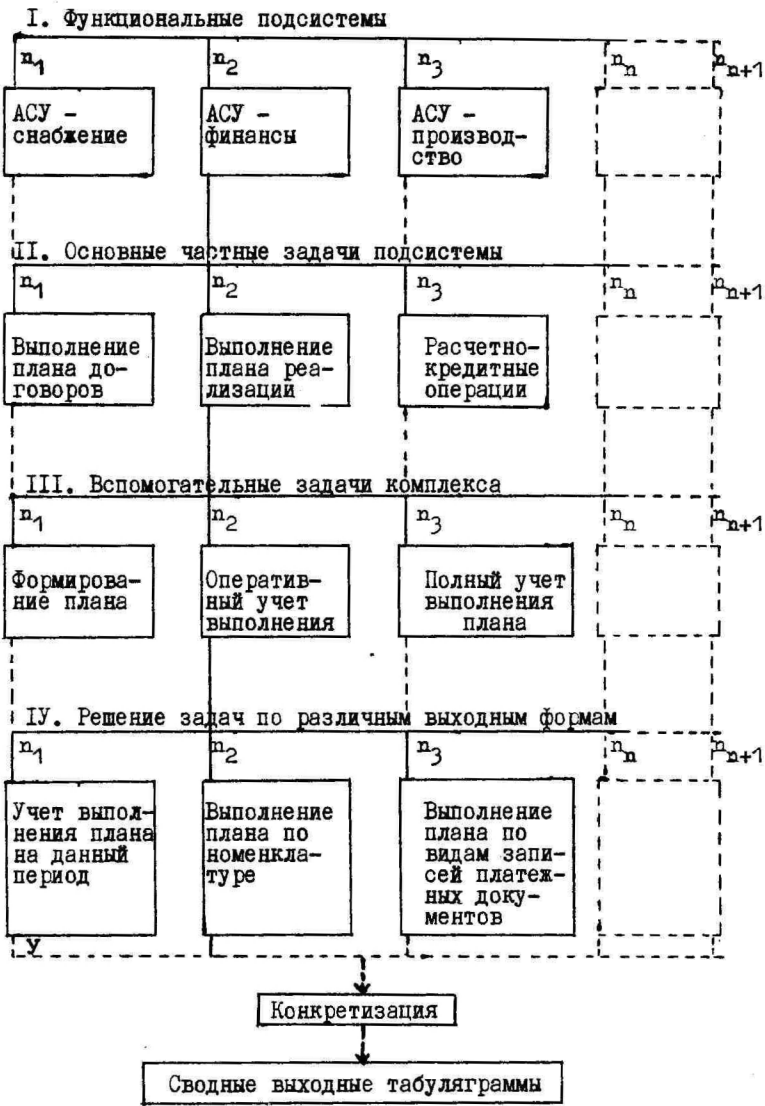 I. Функциональные подсистемы
n1 n2 n3 nn nn+1
АСУ -
снабжение
АСУ -
финансы
АСУ -
производ-
ство
II. Основные частные задачи подсистемы
n1 n2 n3 nn nn+1
Выполнение
плана до-
говоров
Выполнение
плана реа-
лизации
Расчетно-
кредитные
операции
III. Вспомогательные задачи комплекса
n1 n2 n3 nn nn+1
Формирова-
ние плана
Оператив-
ный учет
выполнения
Полный учет
выполнения
плана
IУ. Решение задач по различным выходным формам
n1 n2 n3 nn nn+1
Учет выпол-
нения плана
на данный
период
Выполнение
плана по
номенкла-
туре
Выполнение
плана по
видам запи-
сей платеж-
ных доку-
ментов
У
Конкретизация
Сводные выходные табуляграммы